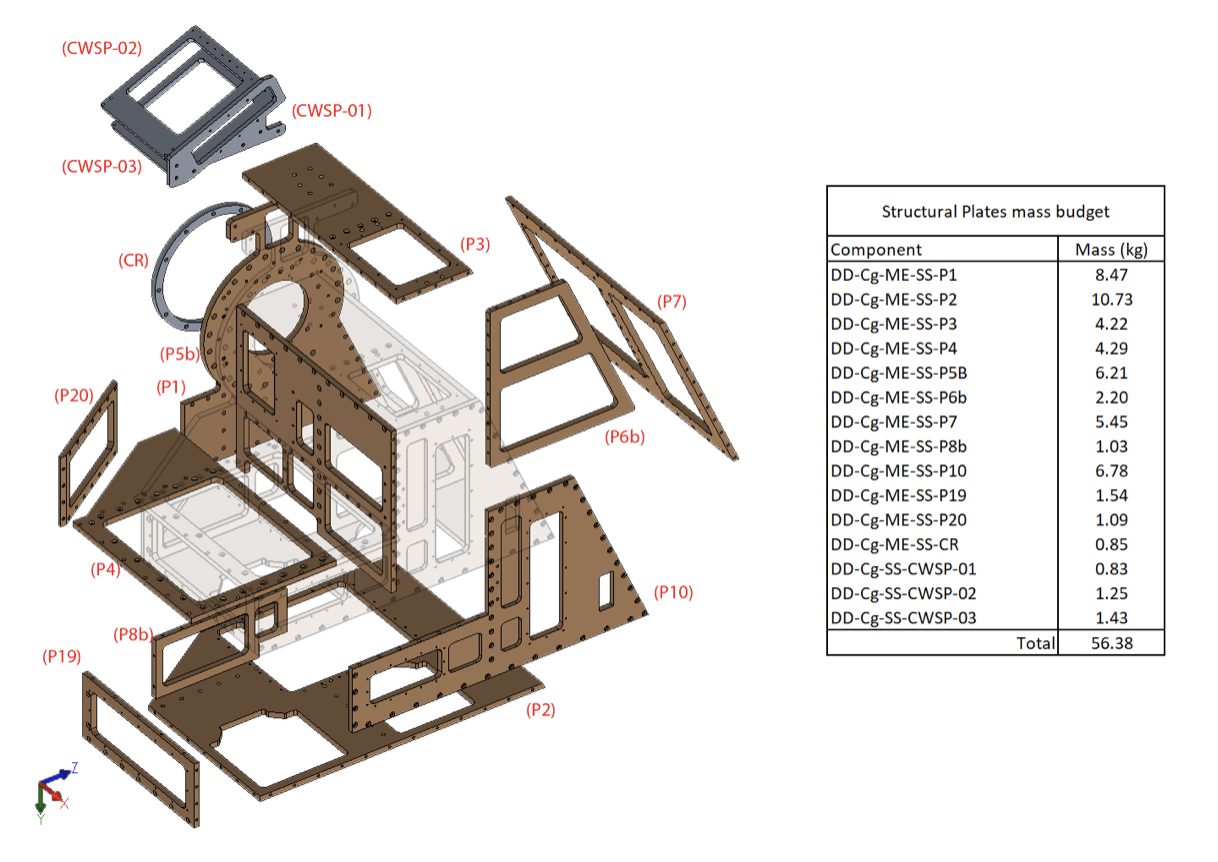 (CWSP-02)
(CWSP-01)
(CWSP-03)
(P3)
(CR)
(P7)
(P5b)
(P1)
(P20)
(P6b)
(P4)
(P10)
(P8b)
(P19)
(P2)
Z
X
Y
Structural Plates mass budget
Component Mass (kg)
DD-Cg-ME-SS-P1 8.47
DD-Cg-ME-SS-P2 10.73
DD-Cg-ME-SS-P3 4.22
DD-Cg-ME-SS-P4 4.29
DD-Cg-ME-SS-P5B 6.21
DD-Cg-ME-SS-P6b 2.20
DD-Cg-ME-SS-P7 5.45
DD-Cg-ME-SS-P8b 1.03
DD-Cg-ME-SS-P10 6.78
DD-Cg-ME-SS-P19 1.54
DD-Cg-ME-SS-P20 1.09
DD-Cg-ME-SS-CR 0.85
DD-Cg-SS-CWSP-01 0.83
DD-Cg-SS-CWSP-02 1.25
DD-Cg-SS-CWSP-03 1.43
Total 56.38